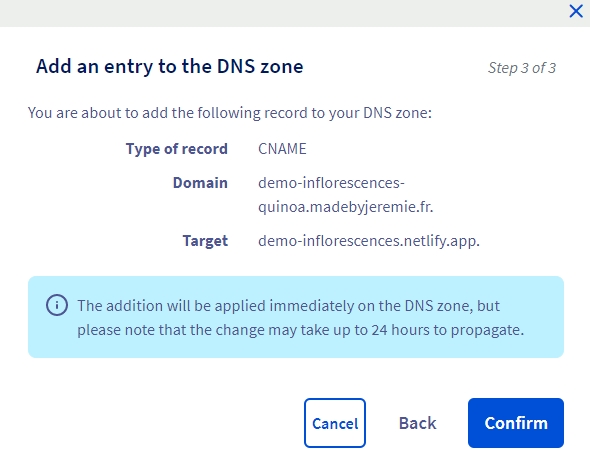 Add an entry to the DNS zone
Step 3 of 3
You are about to add the following record to your DNS zone:
Type of record CNAME
Domain demo-inflorescences-
quinoa.madebyjeremie.fr.
Target demo-inflorescences.netlify.app.
The addition will be applied immediately on the DNS zone, but
please note that the change may take up to 24 hours to propagate.
Cancel Back Confirm